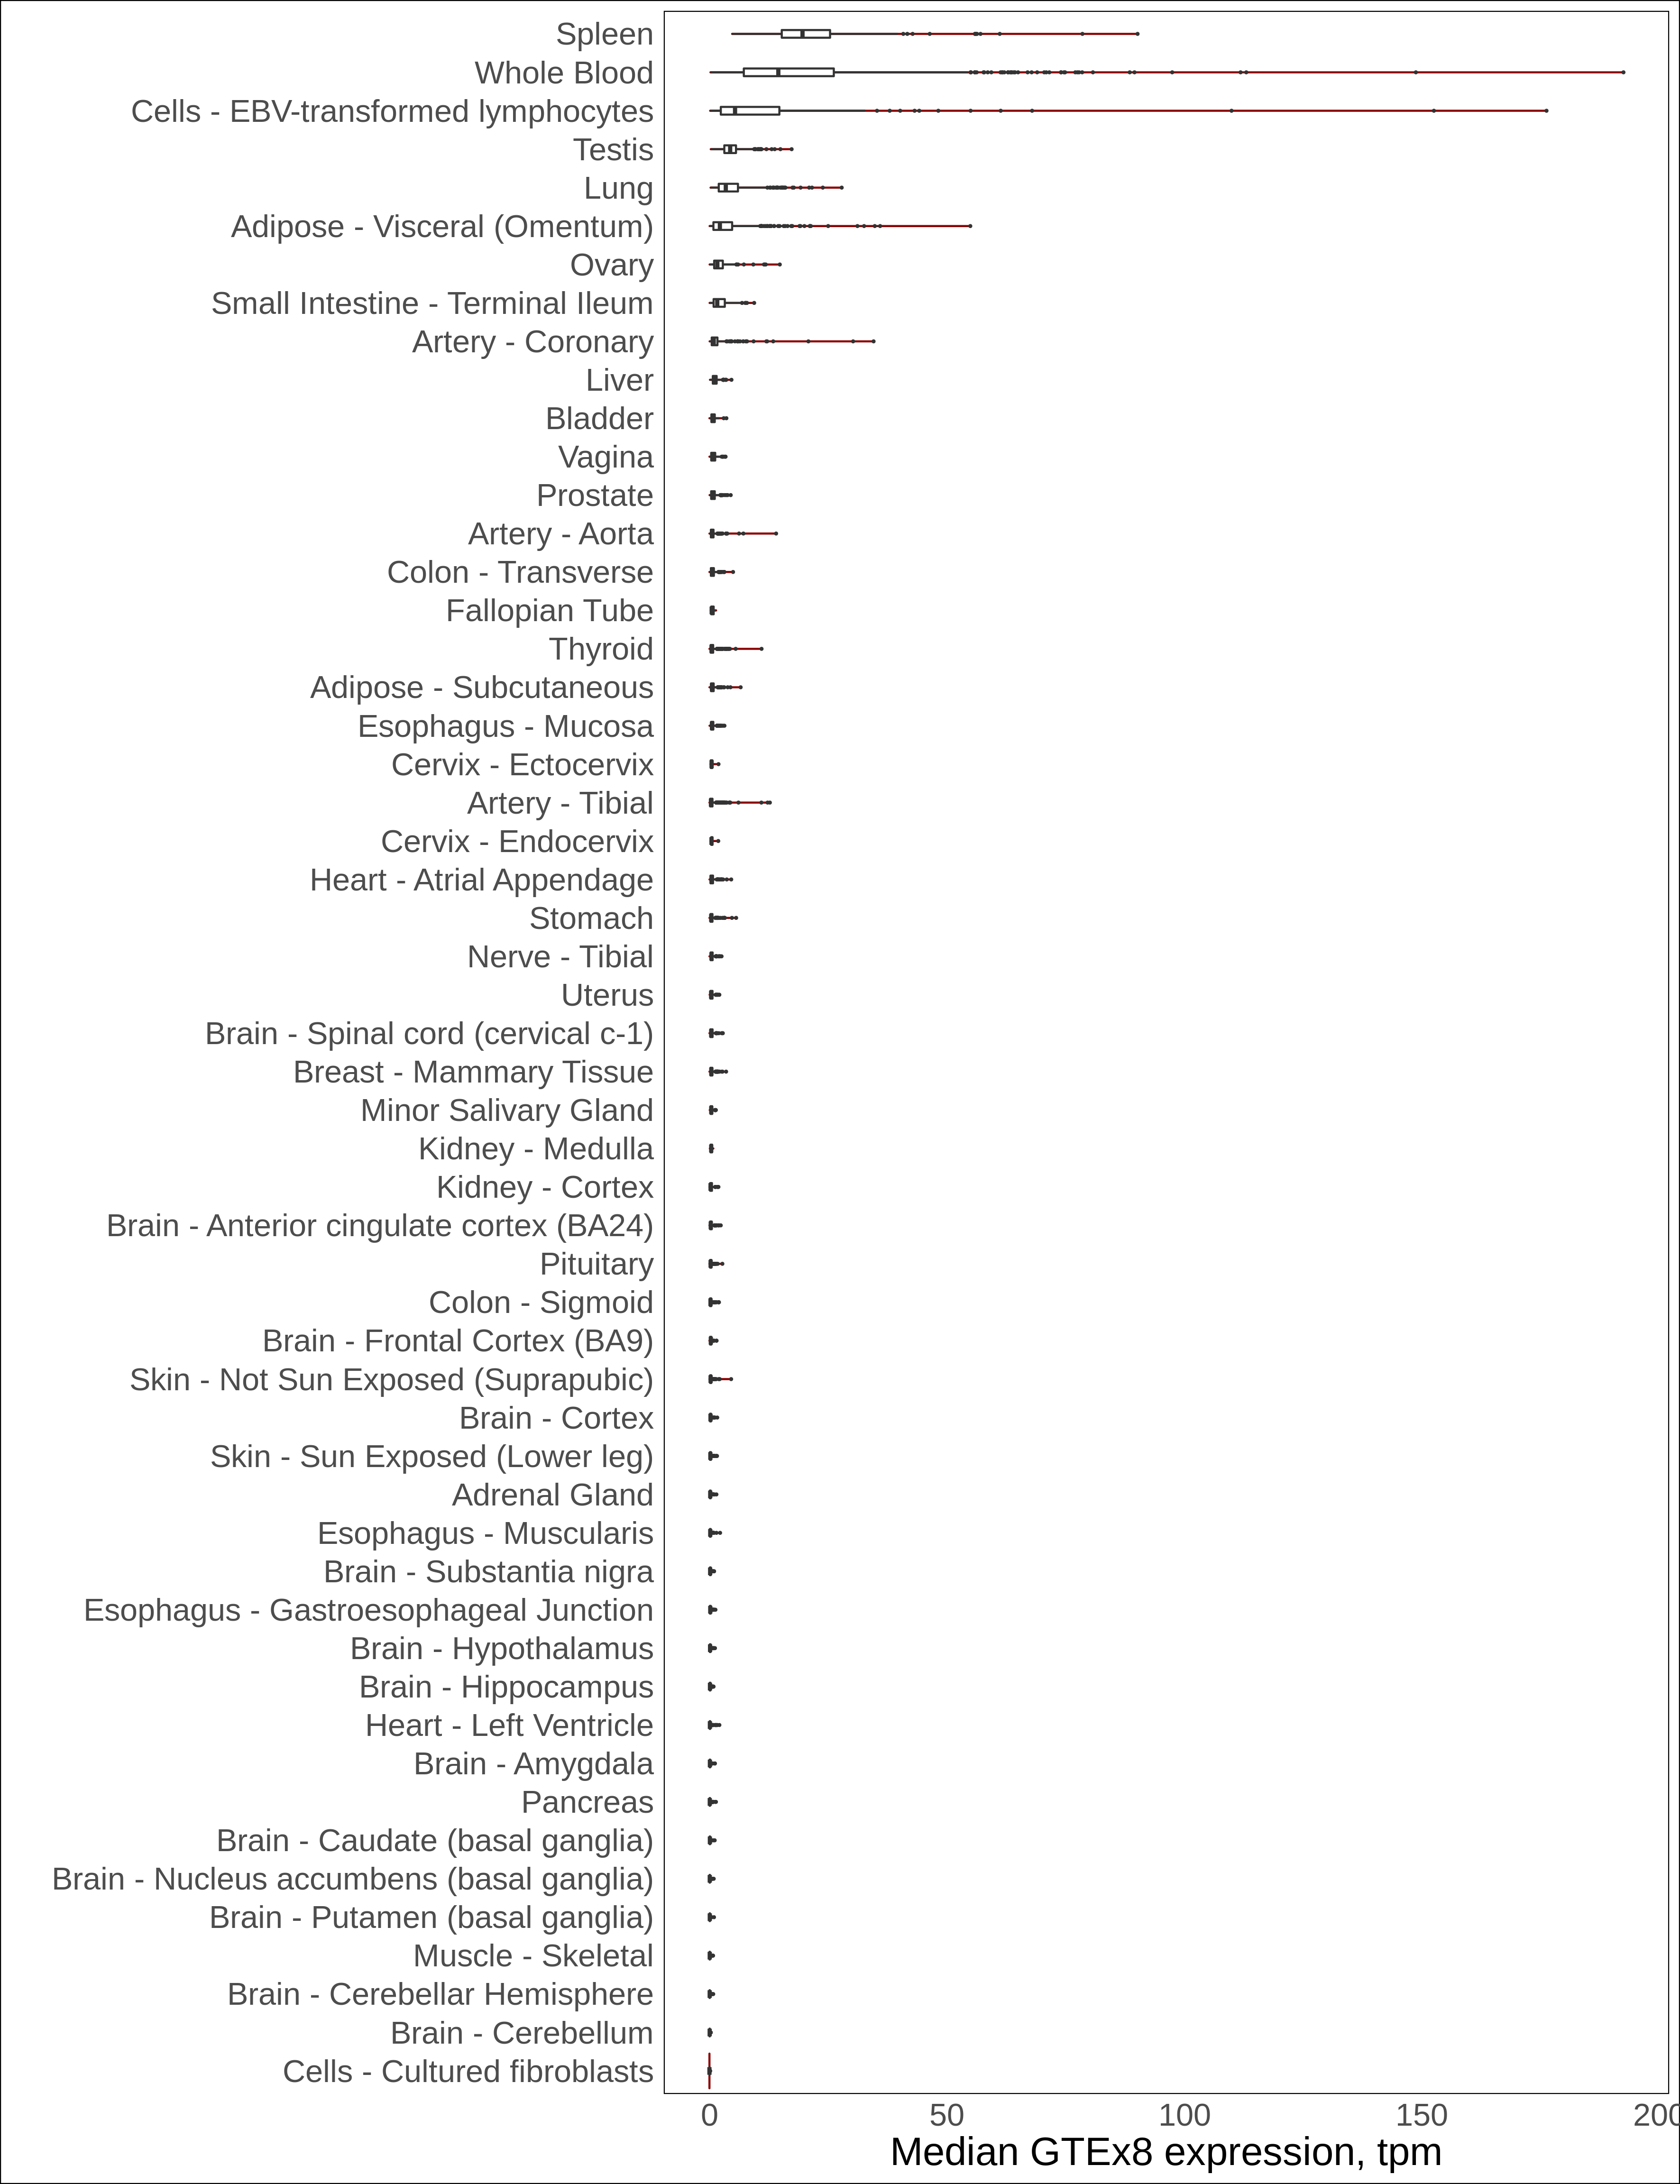 Spleen
Whole Blood
Cells - EBV-transformed lymphocytes
Testis
Lung
Adipose - Visceral (Omentum)
Ovary
Small Intestine - Terminal Ileum
Artery - Coronary
Liver
Bladder
Vagina
Prostate
Artery - Aorta
Colon - Transverse
Fallopian Tube
Thyroid
Adipose - Subcutaneous
Esophagus - Mucosa
Cervix - Ectocervix
Artery - Tibial
Cervix - Endocervix
Heart - Atrial Appendage
Stomach
Nerve - Tibial
Uterus
Brain - Spinal cord (cervical c-1)
Breast - Mammary Tissue
Minor Salivary Gland
Kidney - Medulla
Kidney - Cortex
Brain - Anterior cingulate cortex (BA24)
Pituitary
Colon - Sigmoid
Brain - Frontal Cortex (BA9)
Skin - Not Sun Exposed (Suprapubic)
Brain - Cortex
Skin - Sun Exposed (Lower leg)
Adrenal Gland
Esophagus - Muscularis
Brain - Substantia nigra
Esophagus - Gastroesophageal Junction
Brain - Hypothalamus
Brain - Hippocampus
Heart - Left Ventricle
Brain - Amygdala
Pancreas
Brain - Caudate (basal ganglia)
Brain - Nucleus accumbens (basal ganglia)
Brain - Putamen (basal ganglia)
Muscle - Skeletal
Brain - Cerebellar Hemisphere
Brain - Cerebellum
Cells - Cultured fibroblasts
0 50 100 150 200
Median GTEx8 expression, tpm